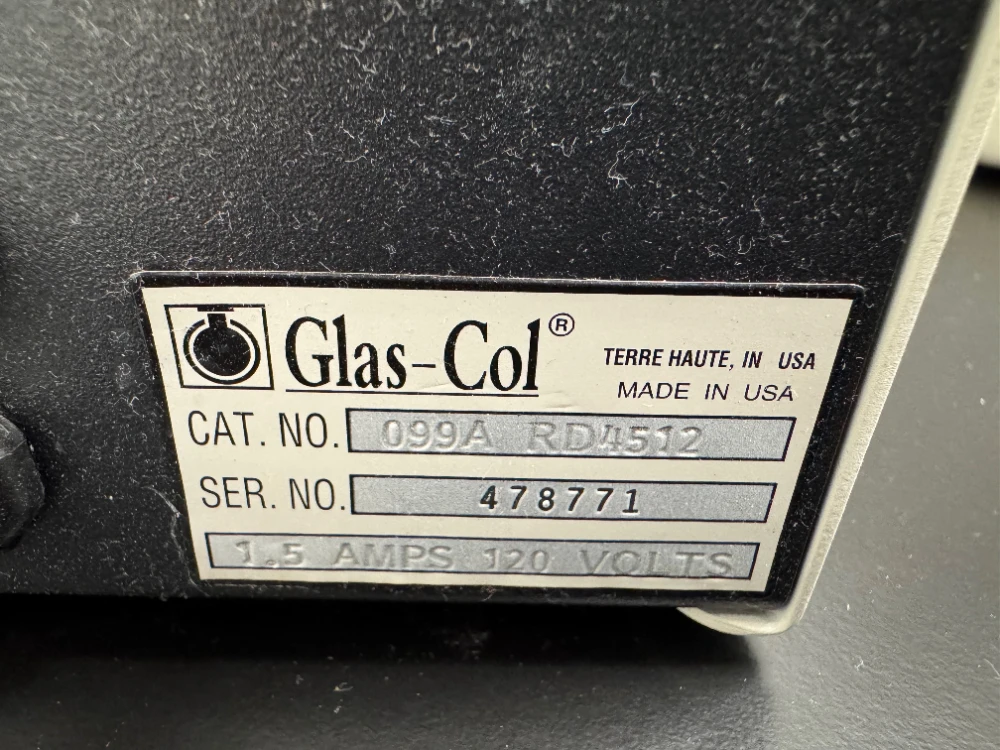 Glas-Col®
TERRE HAUTE, IN USA
MADE IN USA
CAT. NO. 099A RD4512
SER. NO. 478771
1.5 AMPS 120 VOLTS